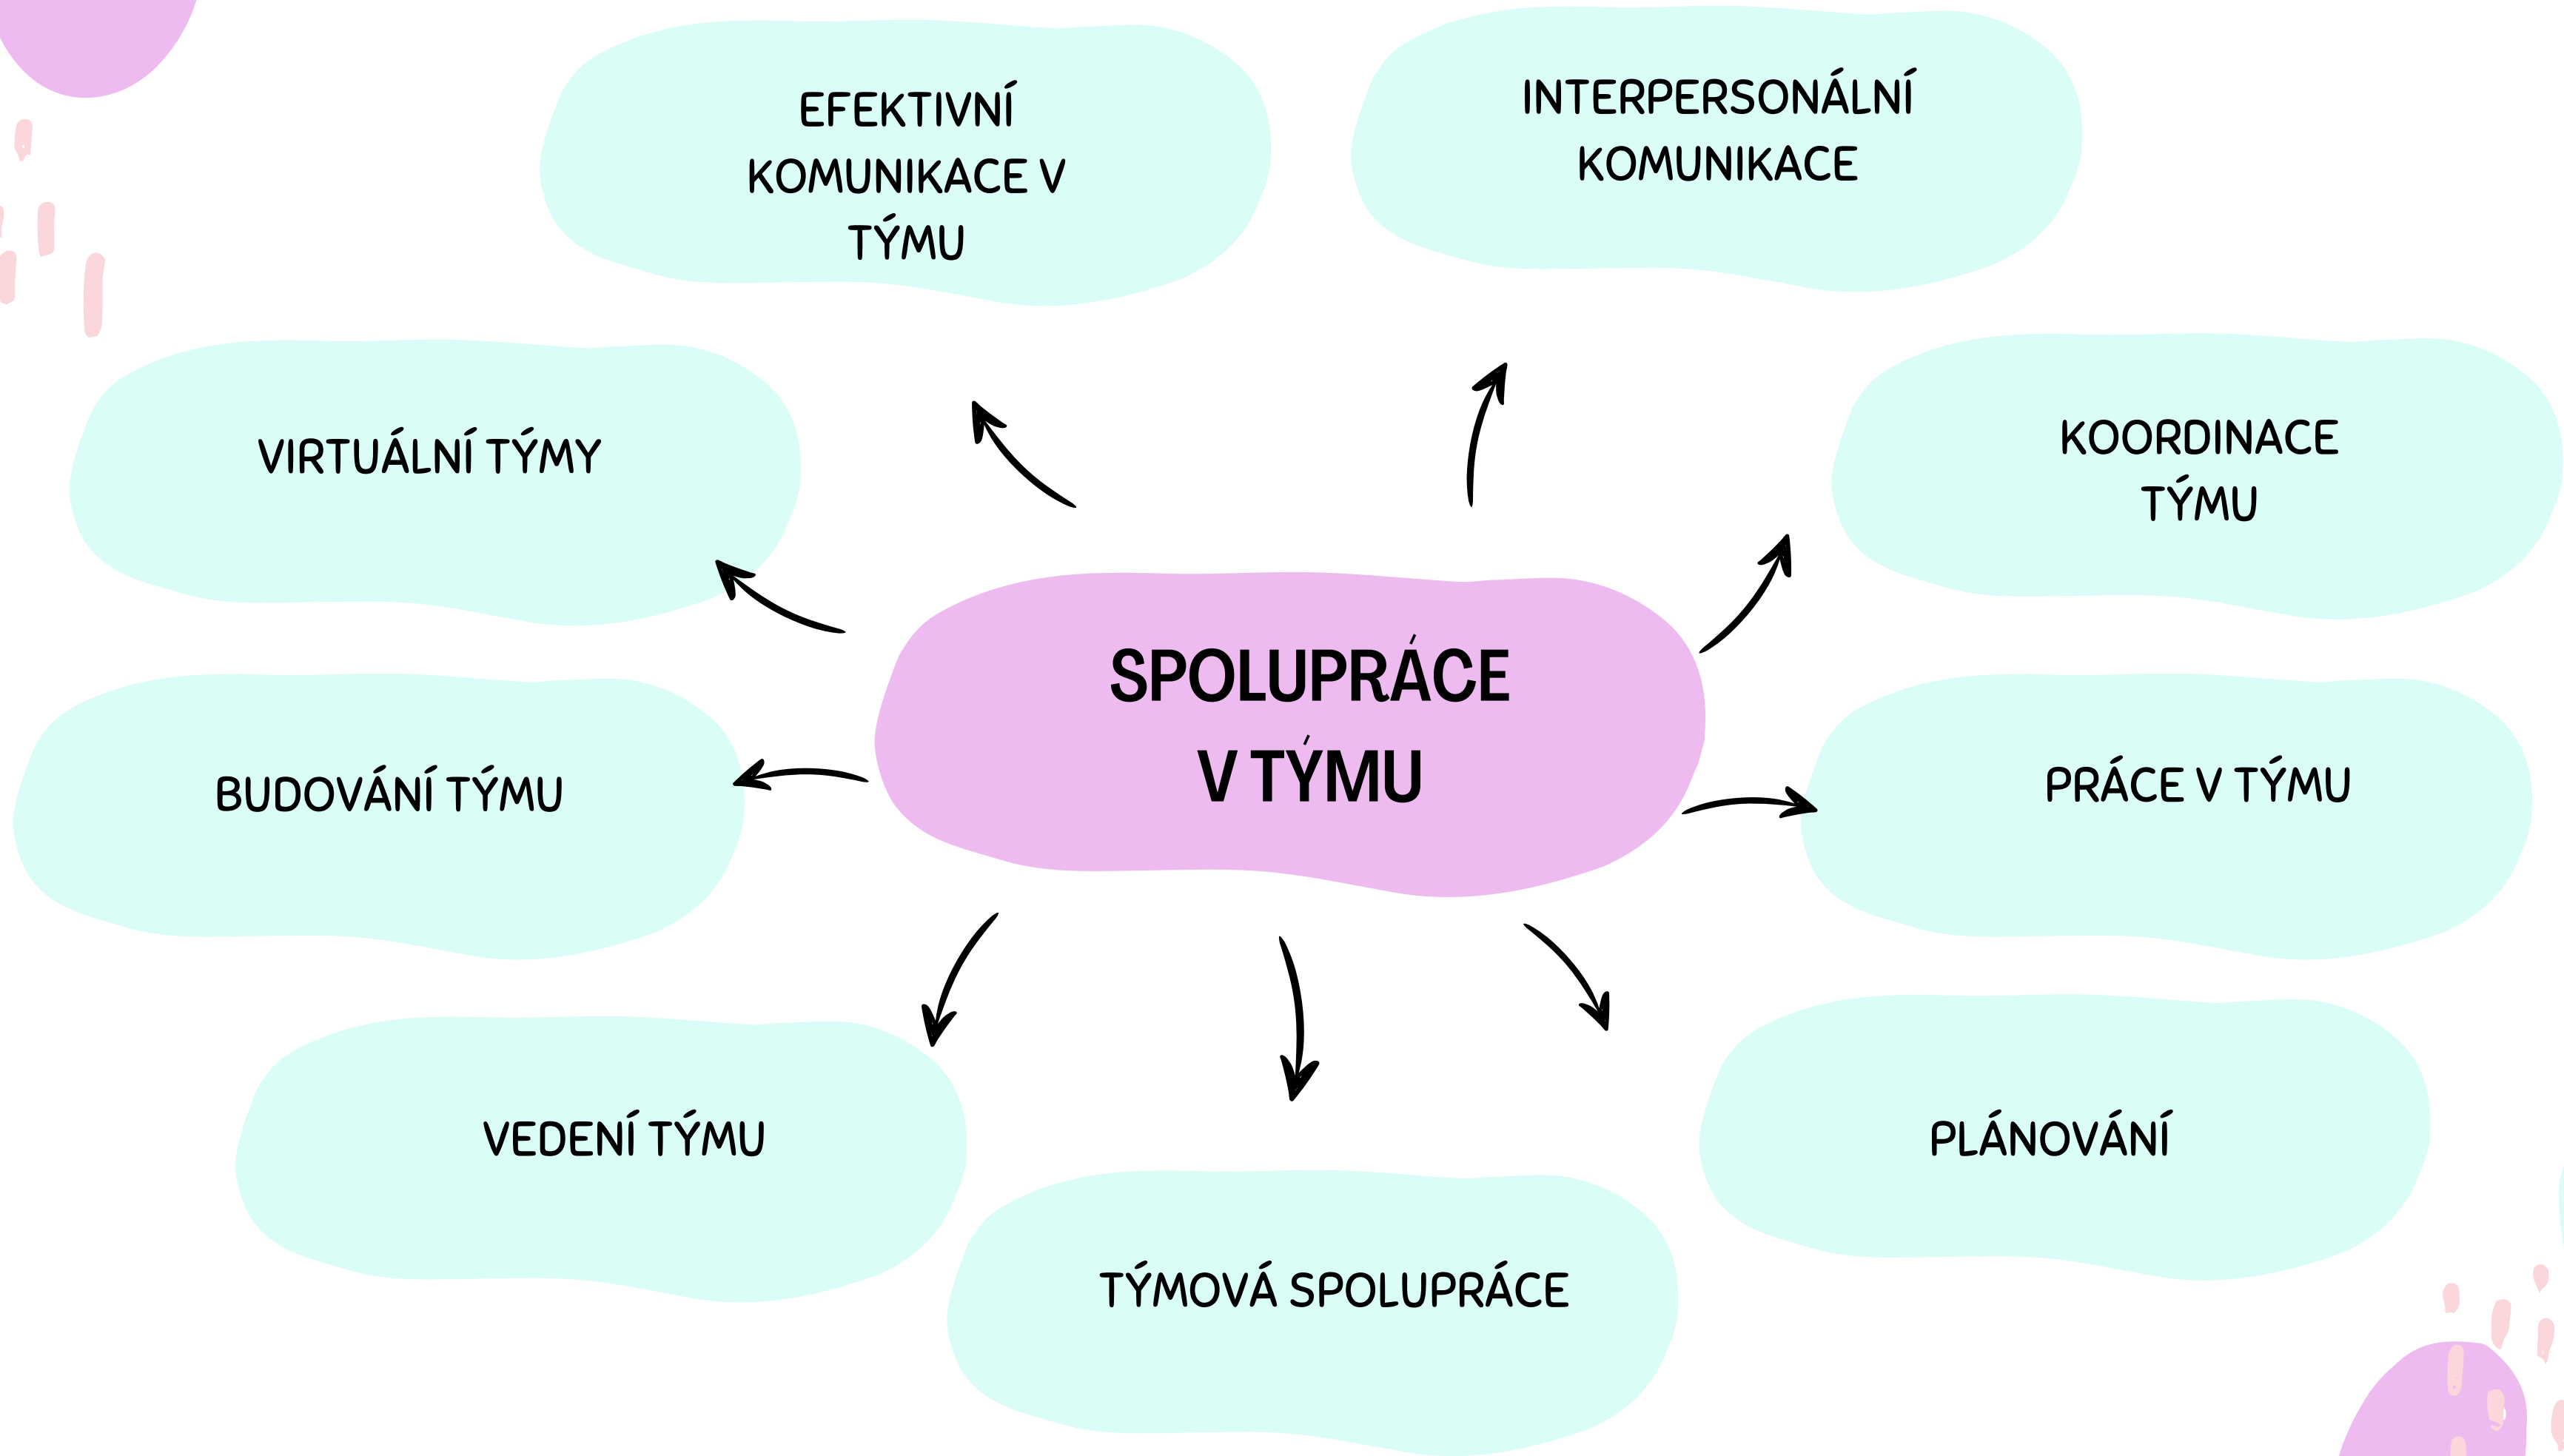 EFEKTIVNÍ
KOMUNIKACE V
TÝMU
INTERPERSONÁLNÍ
KOMUNIKACE
VIRTUÁLNÍ TÝMY
KOORDINACE
TÝMU
SPOLUPRÁCE
V TÝMU
BUDOVÁNÍ TÝMU
PRÁCE V TÝMU
VEDENÍ TÝMU
PLÁNOVÁNÍ
TÝMOVÁ SPOLUPRÁCE